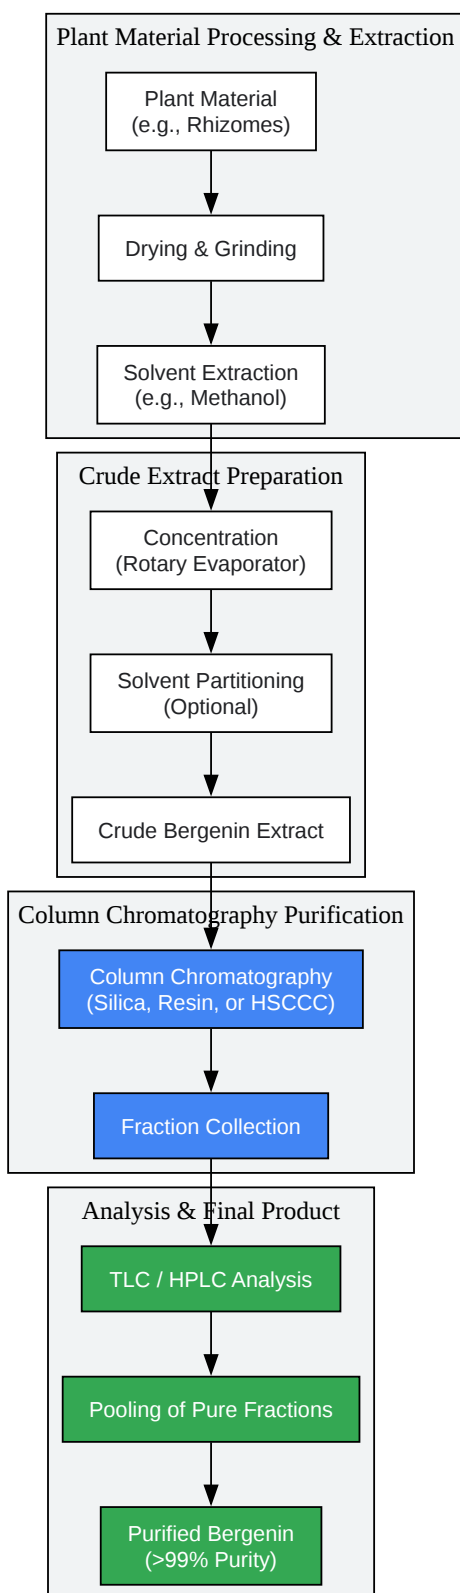 Plant Material Processing & Extraction
Plant Material
(e.g., Rhizomes)
Drying & Grinding
Solvent Extraction
(e.g., Methanol)
Crude Extract Preparation
Concentration
(Rotary Evaporator)
Solvent Partitioning
(Optional)
Crude Bergenin Extract
Column Chromatography Purification
Column Chromatography
(Silica, Resin, or HSCCC)
Fraction Collection
Analysis & Final Product
TLC / HPLC Analysis
Pooling of Pure Fractions
Purified Bergenin
(>99% Purity)